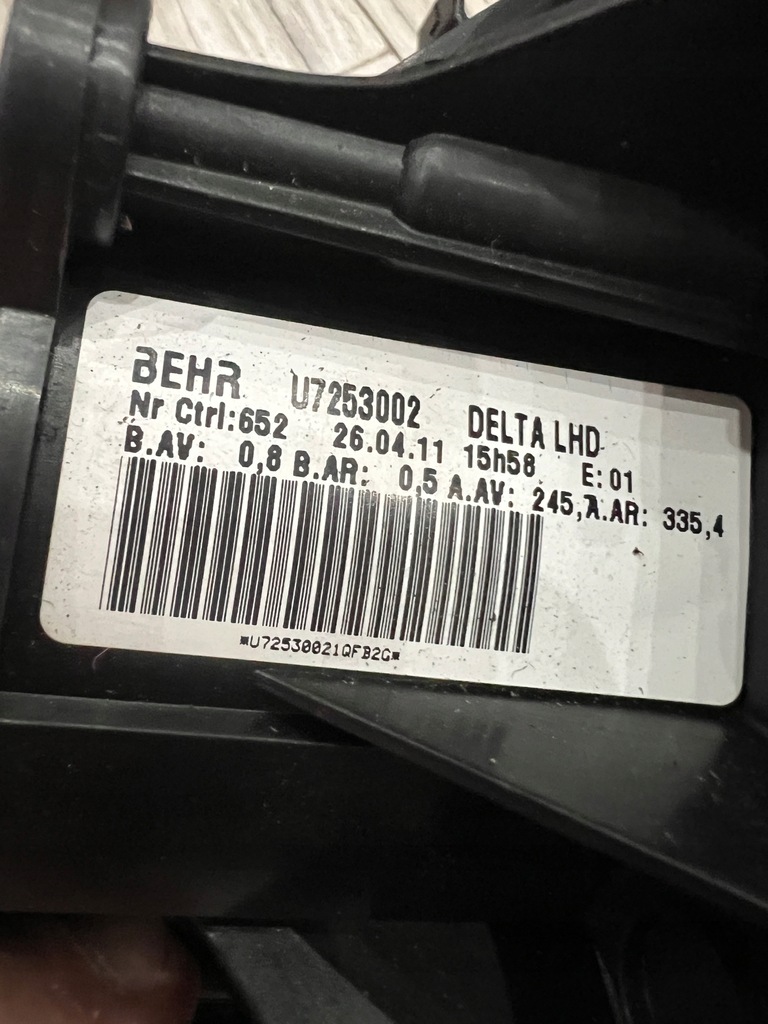 BEHR U7253002 DELTA LHD
Nr Ctrl:652 26.04.11 15h58 E:01
B.AV: 0,8 B.AR: 0,5 A.AV: 245, A.AR: 335,4
*U72530021QFB2G*